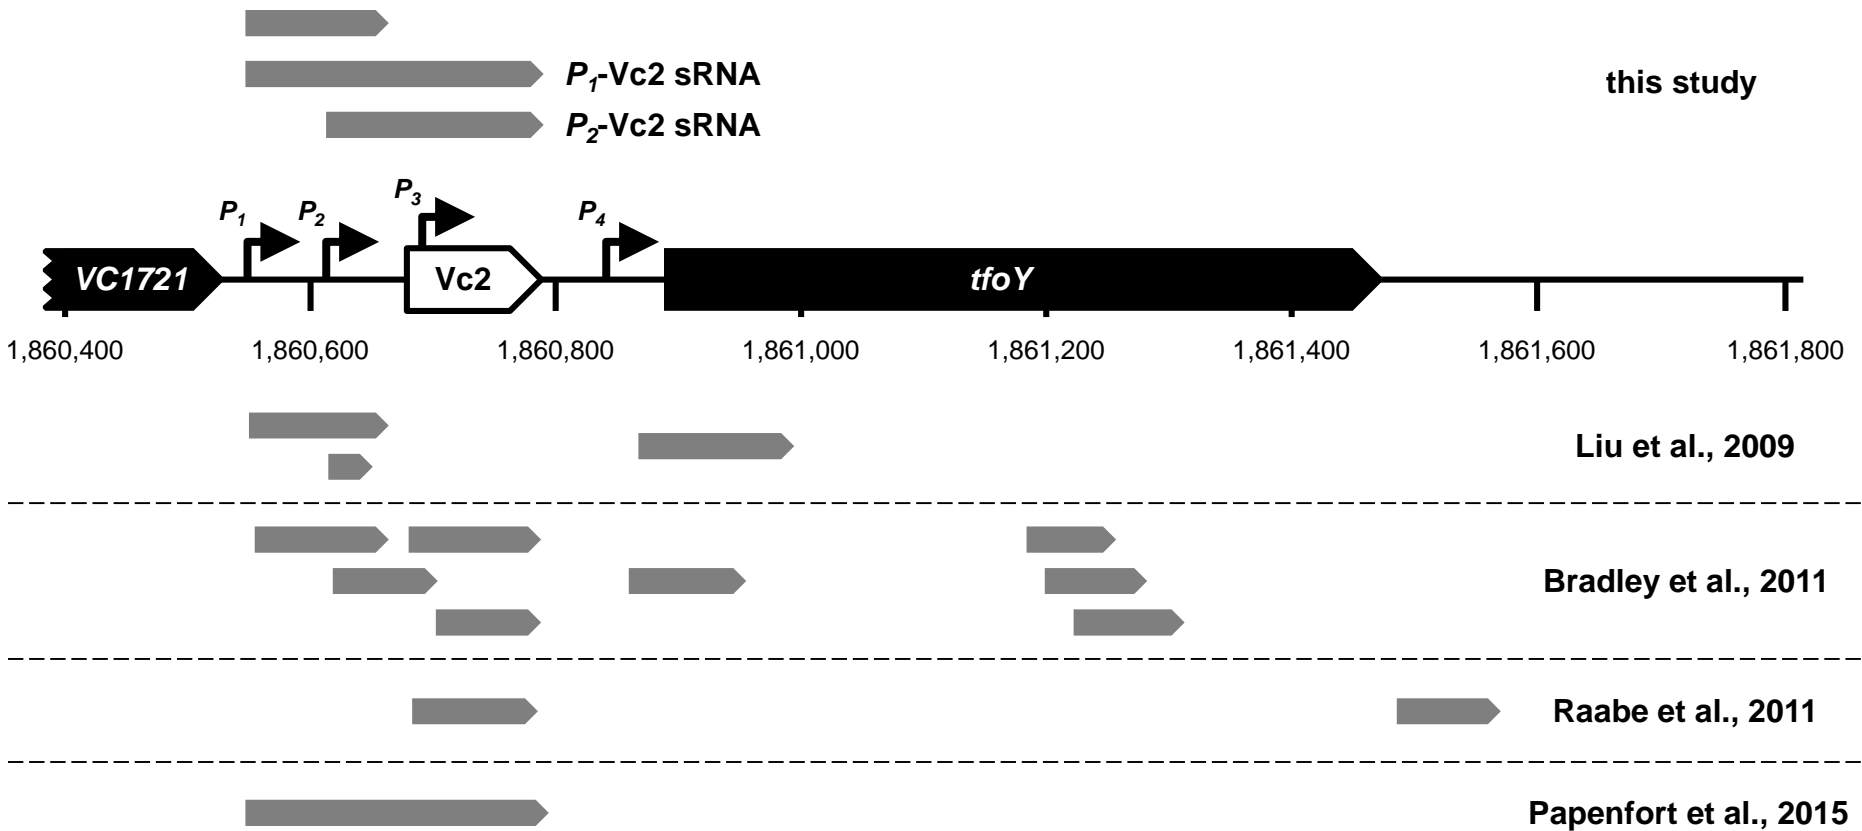 P1-Vc2 sRNA
this study
P2-Vc2 sRNA
P1 P2 P3 P4
VC1721 Vc2 tfoY
1,860,400 1,860,600 1,860,800 1,861,000 1,861,200 1,861,400 1,861,600 1,861,800
Liu et al., 2009
Bradley et al., 2011
Raabe et al., 2011
Papenfort et al., 2015